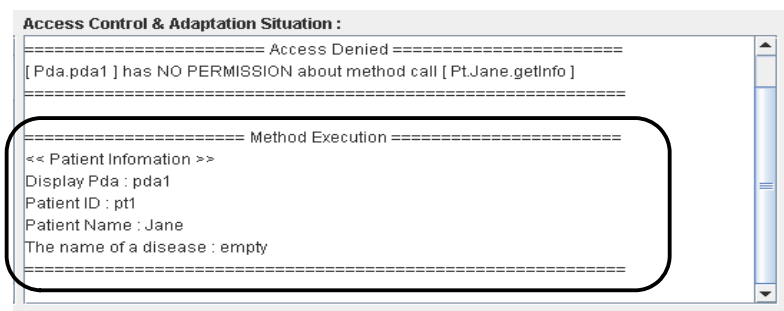 Access Control & Adaptation Situation :
======================== Access Denied =======================
[ Pda.pda1 ] has NO PERMISSION about method call [ Pt.Jane.getInfo ]
============================================================
====================== Method Execution =======================
<< Patient Infomation >>
Display Pda : pda1
Patient ID : pt1
Patient Name : Jane
The name of a disease : empty
============================================================